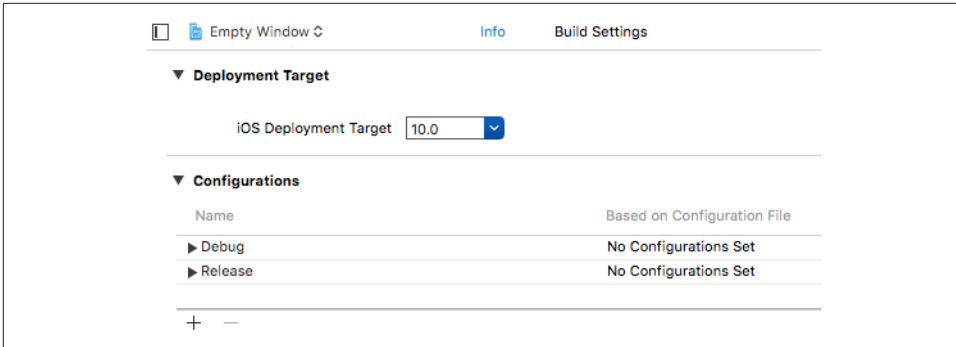 Empty Window Info Build Settings
Deployment Target
iOS Deployment Target 10.0
Configurations
Name Based on Configuration File
Debug No Configurations Set
Release No Configurations Set